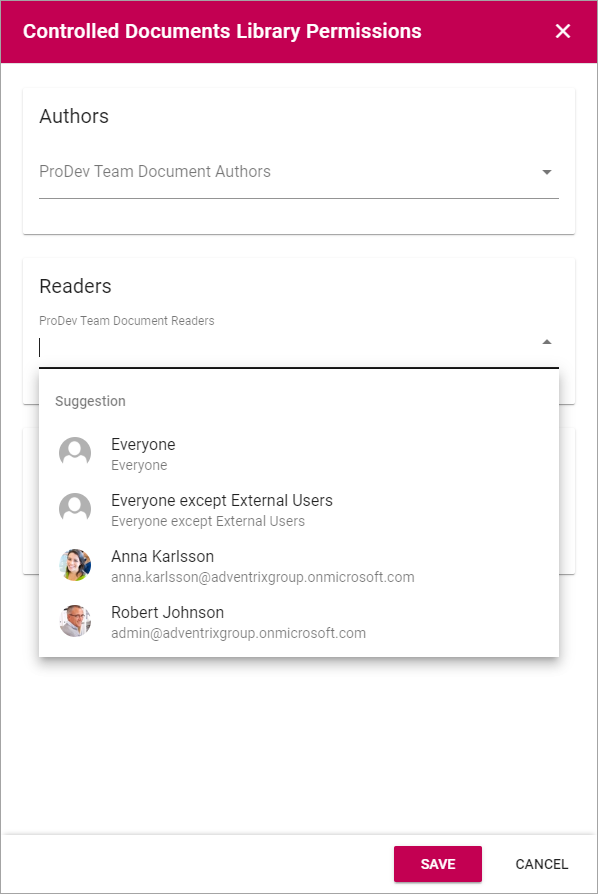 Controlled Documents Library Permissions
Authors
ProDev Team Document Authors
Readers
ProDev Team Document Readers
Suggestion
Everyone
Everyone
Everyone except External Users
Everyone except External Users
Anna Karlsson
anna.karlsson@adventrixgroup.onmicrosoft.com
Robert Johnson
admin@adventrixgroup.onmicrosoft.com
SAVE
CANCEL